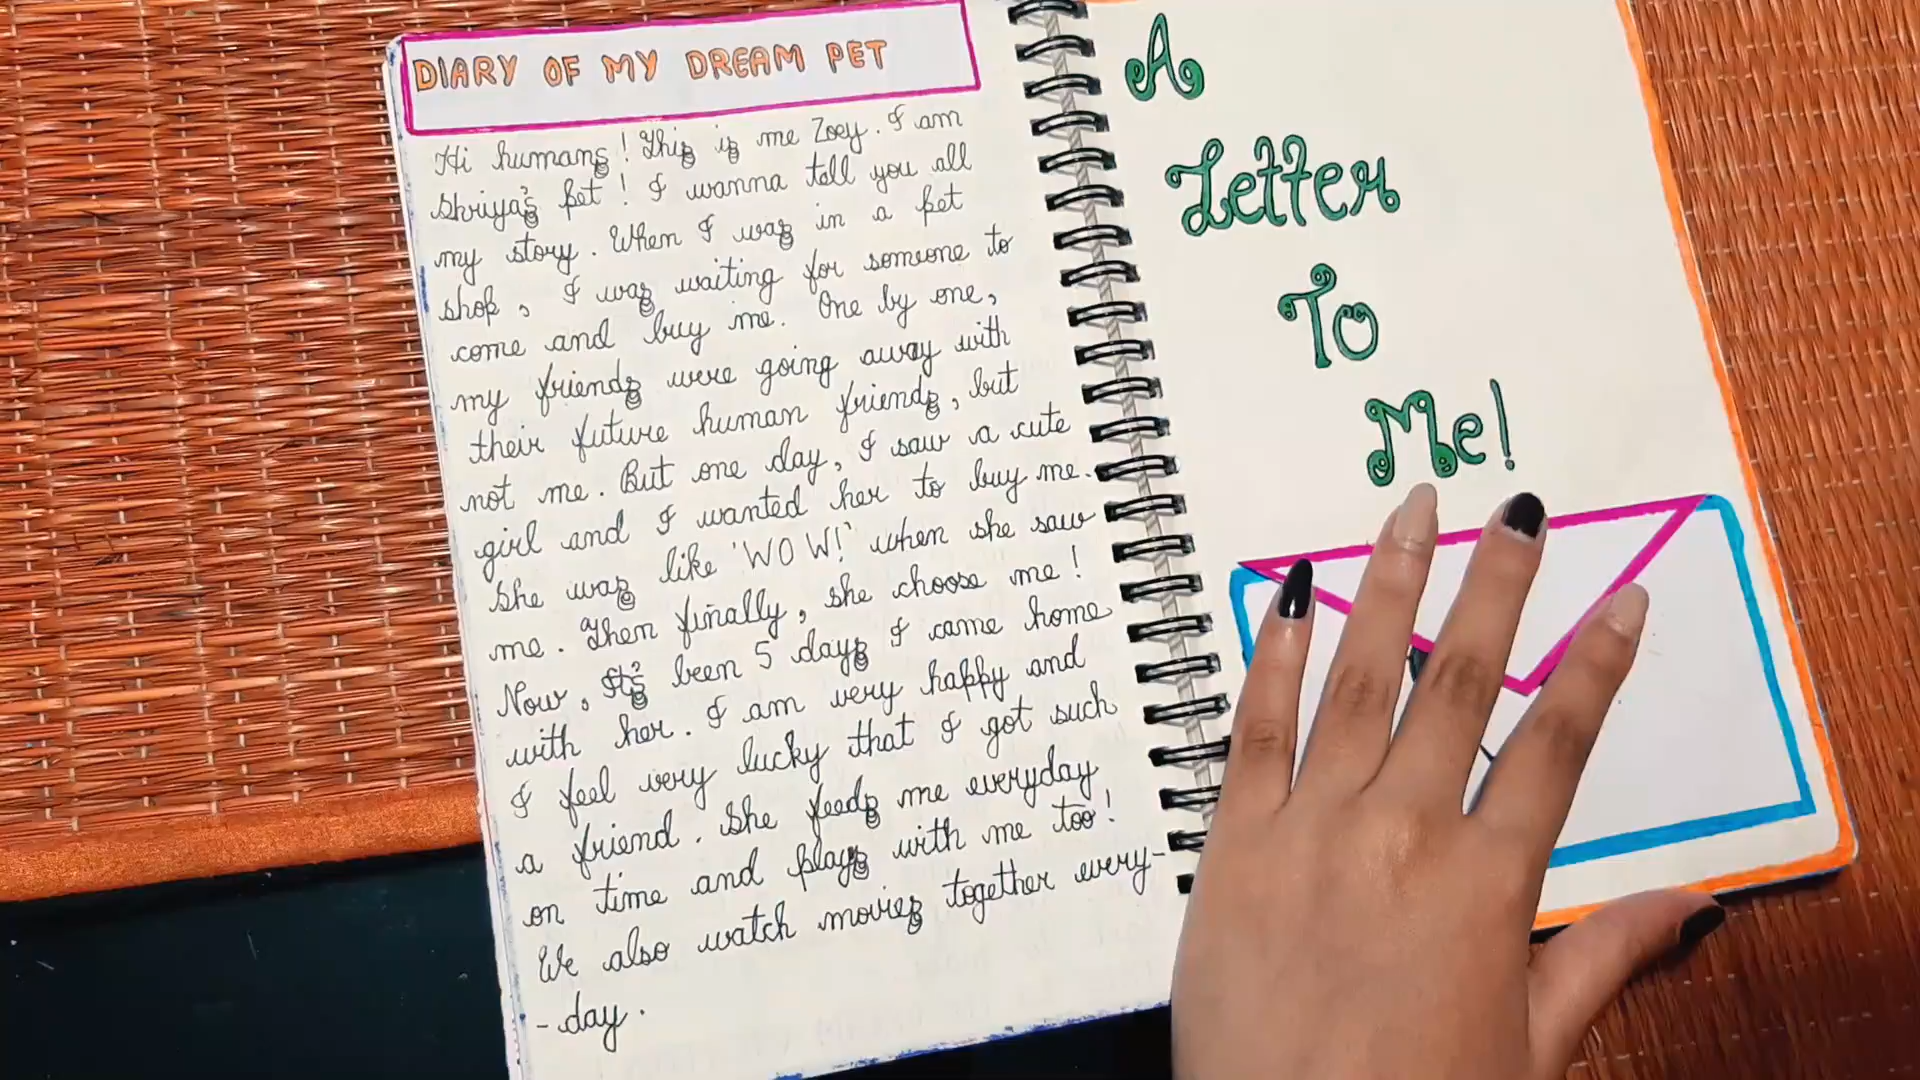 DIARY OF MY DREAM PET
Hi humans! This is me Zoey. I am
Shriya's pet! I wanna tell you all
my story. When I was in a pet
shop, I was waiting for someone to
come and buy me. One by one,
my friends were going away with
their future human friends, but
not me. But one day, I saw a cute
girl and I wanted her to buy me.
She was like 'WOW!' when she saw
me. Then finally, she choose me!
Now, It's been 5 days I came home
with her. I am very happy and
I feel very lucky that I got such
a friend. She feeds me everyday
on time and plays with me too!
We also watch movies together every-
-day.
A
Letter
To
Me!